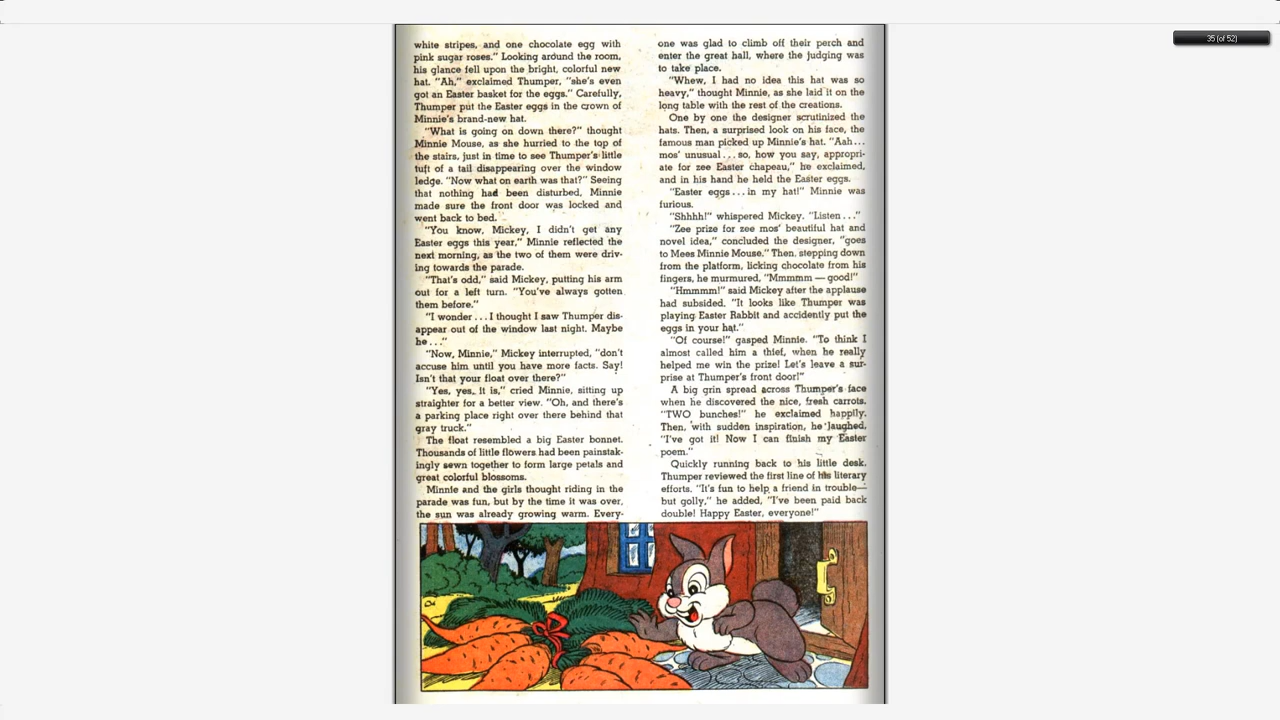 35 (of 52)
white stripes, and one chocolate egg with
pink sugar roses." Looking around the room,
his glance fell upon the bright, colorful new
hat. "Ah," exclaimed Thumper, "she's even
got an Easter basket for the eggs." Carefully,
Thumper put the Easter eggs in the crown of
Minnie's brand-new hat.
"What is going on down there?" thought
Minnie Mouse, as she hurried to the top of
the stairs, just in time to see Thumper's little
tuft of a tail disappearing over the window
ledge. "Now what on earth was that?" Seeing
that nothing had been disturbed, Minnie
made sure the front door was locked and
went back to bed.
"You know, Mickey, I didn't get any
Easter eggs this year," Minnie reflected the
next morning, as the two of them were driv-
ing towards the parade.
"That's odd," said Mickey, putting his arm
out for a left turn. "You've always gotten
them before."
"I wonder . . . I thought I saw Thumper dis-
appear out of the window last night. Maybe
he . . ."
"Now, Minnie," Mickey interrupted, "don't
accuse him until you have more facts. Say!
Isn't that your float over there?"
"Yes, yes, it is," cried Minnie, sitting up
straighter for a better view. "Oh, and there's
a parking place right over there behind that
gray truck."
The float resembled a big Easter bonnet.
Thousands of little flowers had been painstak-
ingly sewn together to form large petals and
great colorful blossoms.
Minnie and the girls thought riding in the
parade was fun, but by the time it was over,
the sun was already growing warm. Every-
one was glad to climb off their perch and
enter the great hall, where the judging was
to take place.
"Whew, I had no idea this hat was so
heavy," thought Minnie, as she laid it on the
long table with the rest of the creations.
One by one the designer scrutinized the
hats. Then, a surprised look on his face, the
famous man picked up Minnie's hat. "Aah . . .
mos' unusual . . . so, how you say, appropri-
ate for zee Easter chapeau," he exclaimed,
and in his hand he held the Easter eggs.
"Easter eggs . . . in my hat!" Minnie was
furious.
"Shhhh!" whispered Mickey. "Listen . . ."
"Zee prize for zee mos' beautiful hat and
novel idea," concluded the designer, "goes
to Mees Minnie Mouse." Then, stepping down
from the platform, licking chocolate from his
fingers, he murmured, "Mmmmm — good!"
"Hmmmm!" said Mickey after the applause
had subsided. "It looks like Thumper was
playing Easter Rabbit and accidently put the
eggs in your hat."
"Of course!" gasped Minnie. "To think I
almost called him a thief, when he really
helped me win the prize! Let's leave a sur-
prise at Thumper's front door!"
A big grin spread across Thumper's face
when he discovered the nice, fresh carrots.
"TWO bunches!" he exclaimed happily.
Then, with sudden inspiration, he laughed,
"I've got it! Now I can finish my Easter
poem."
Quickly running back to his little desk,
Thumper reviewed the first line of his literary
efforts. "It's fun to help a friend in trouble—
but golly," he added, "I've been paid back
double! Happy Easter, everyone!"